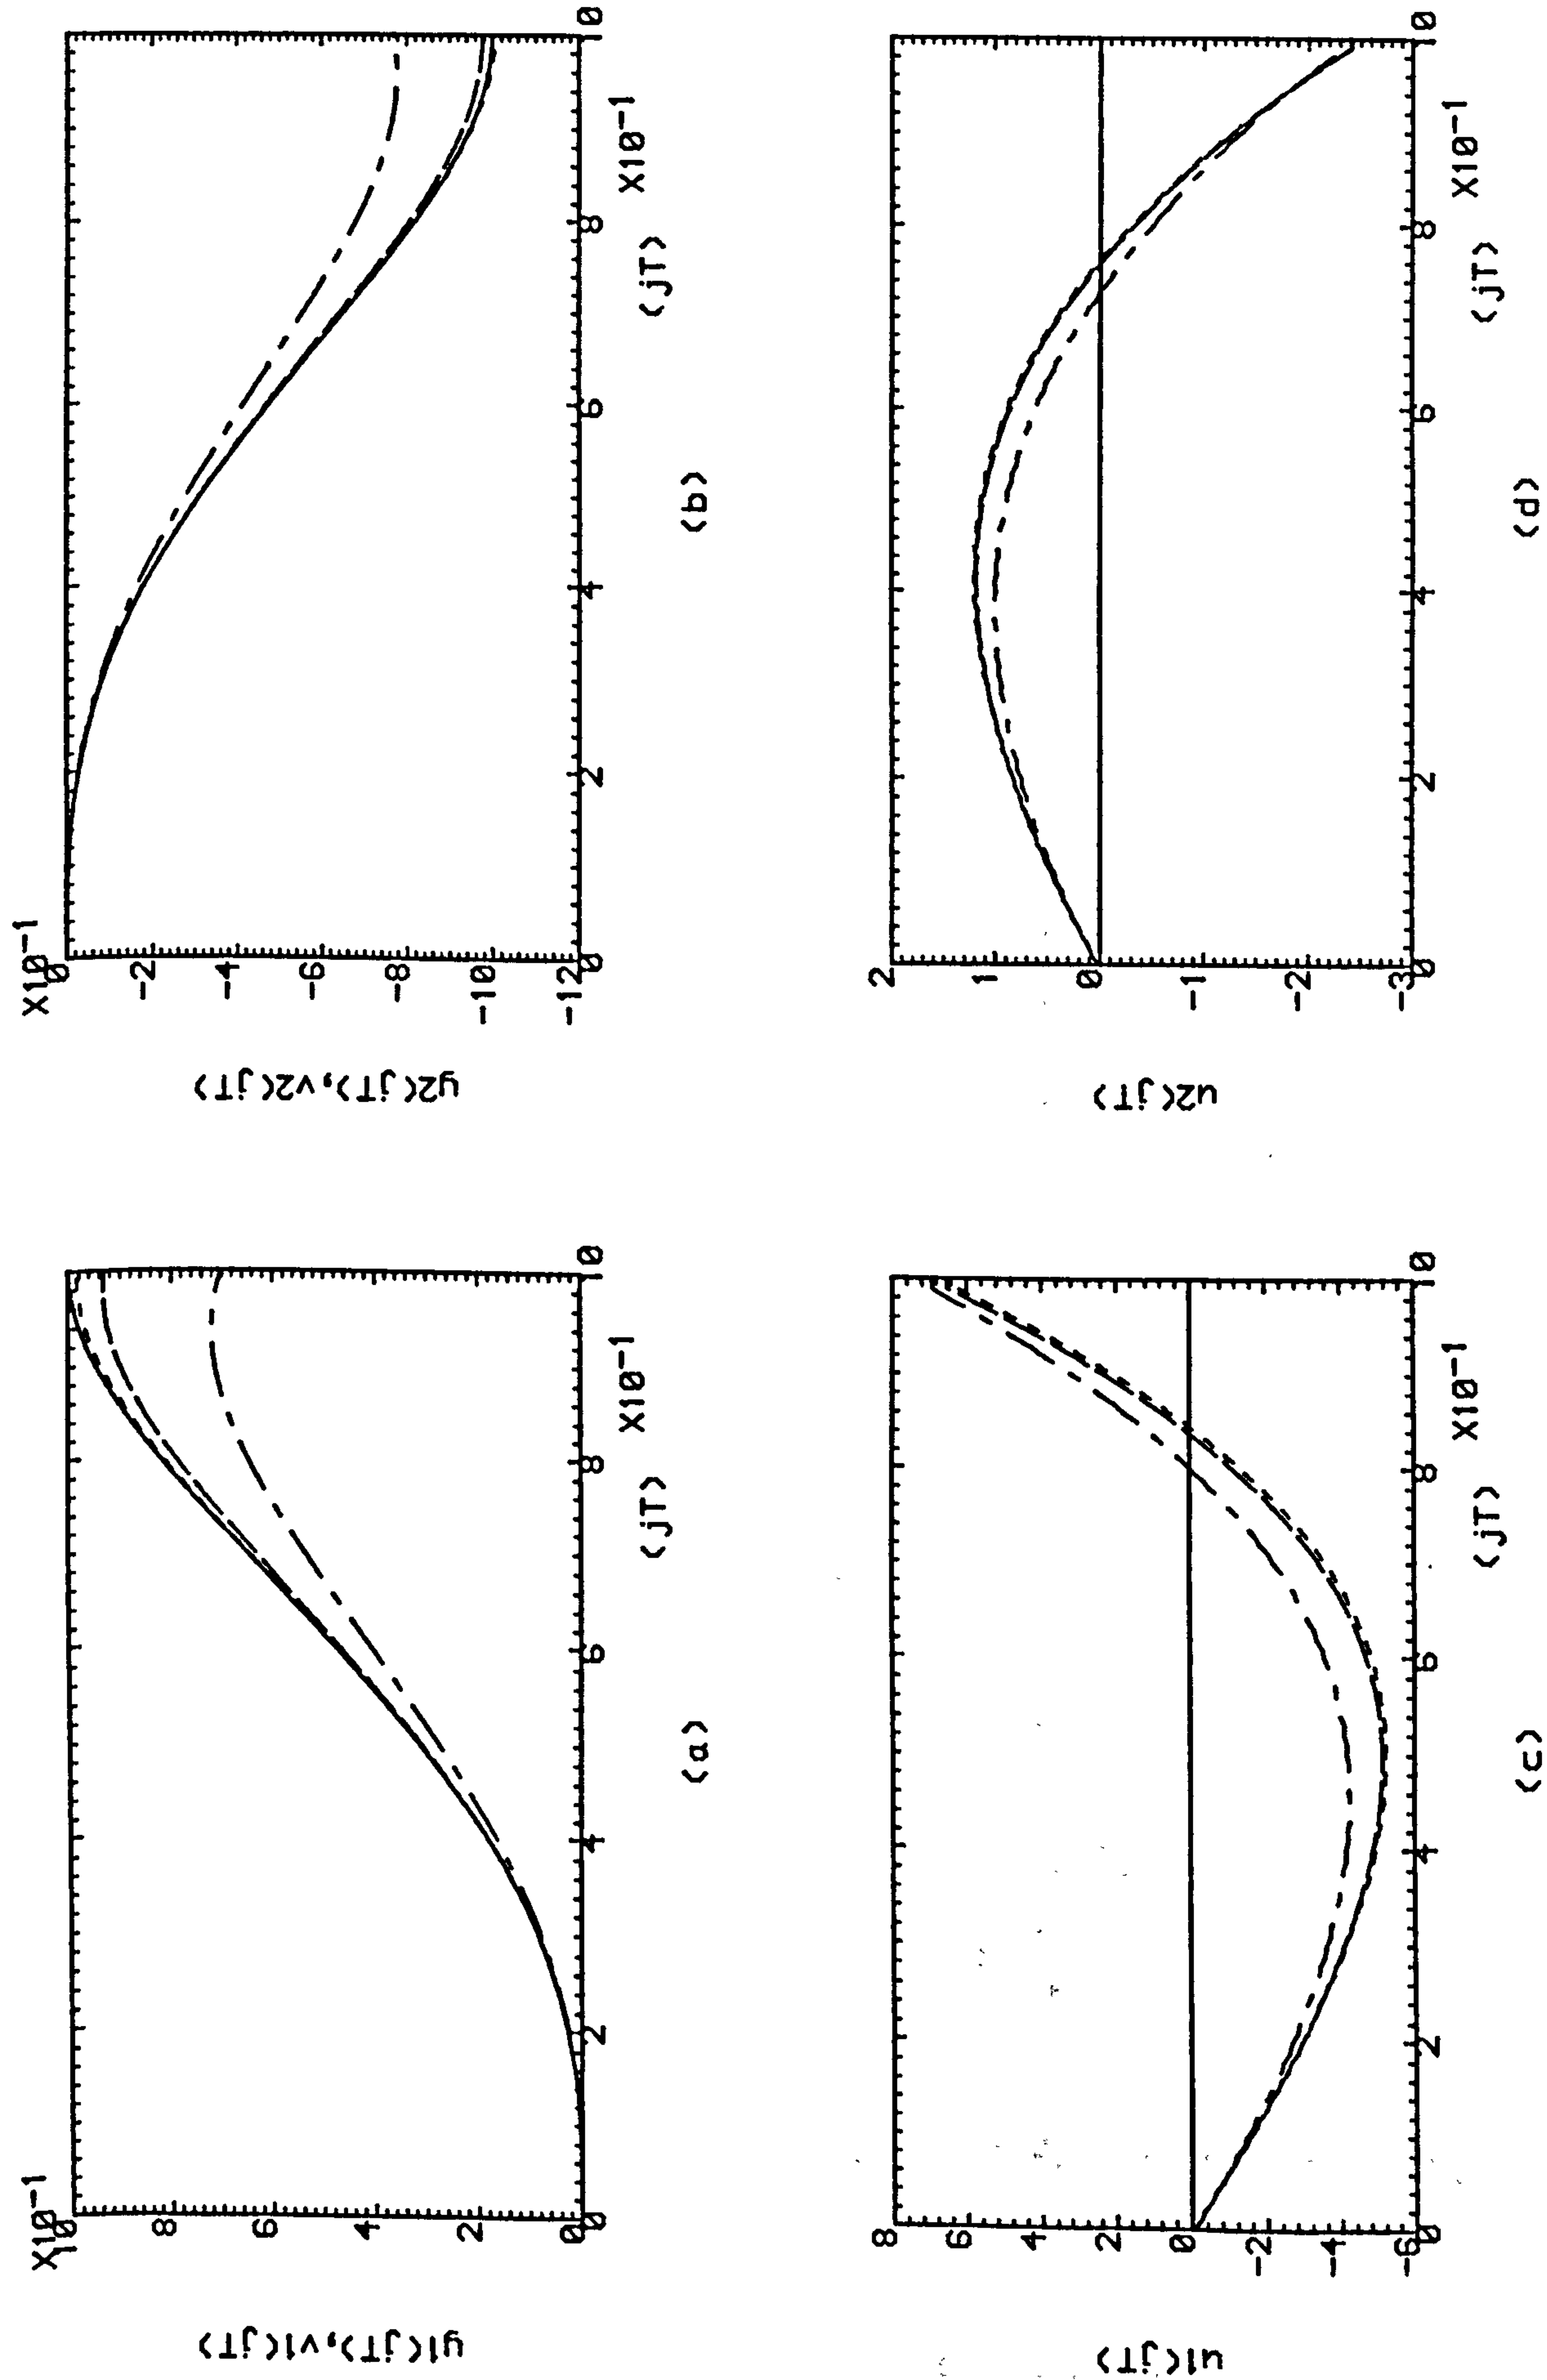 y1(jT),v1(jT)
X10⁻¹
10
8
6
4
2
0
0 2 4 6 8 10
(jT) X10⁻¹
(a)
y2(jT),v2(jT)
X10⁻¹
0
-2
-4
-6
-8
-10
-12
0 2 4 6 8 10
(jT) X10⁻¹
(b)
u1(jT)
8
6
4
2
0
-2
-4
-6
0 2 4 6 8 10
(jT) X10⁻¹
(c)
u2(jT)
2
1
0
-1
-2
-3
0 2 4 6 8 10
(jT) X10⁻¹
(d)